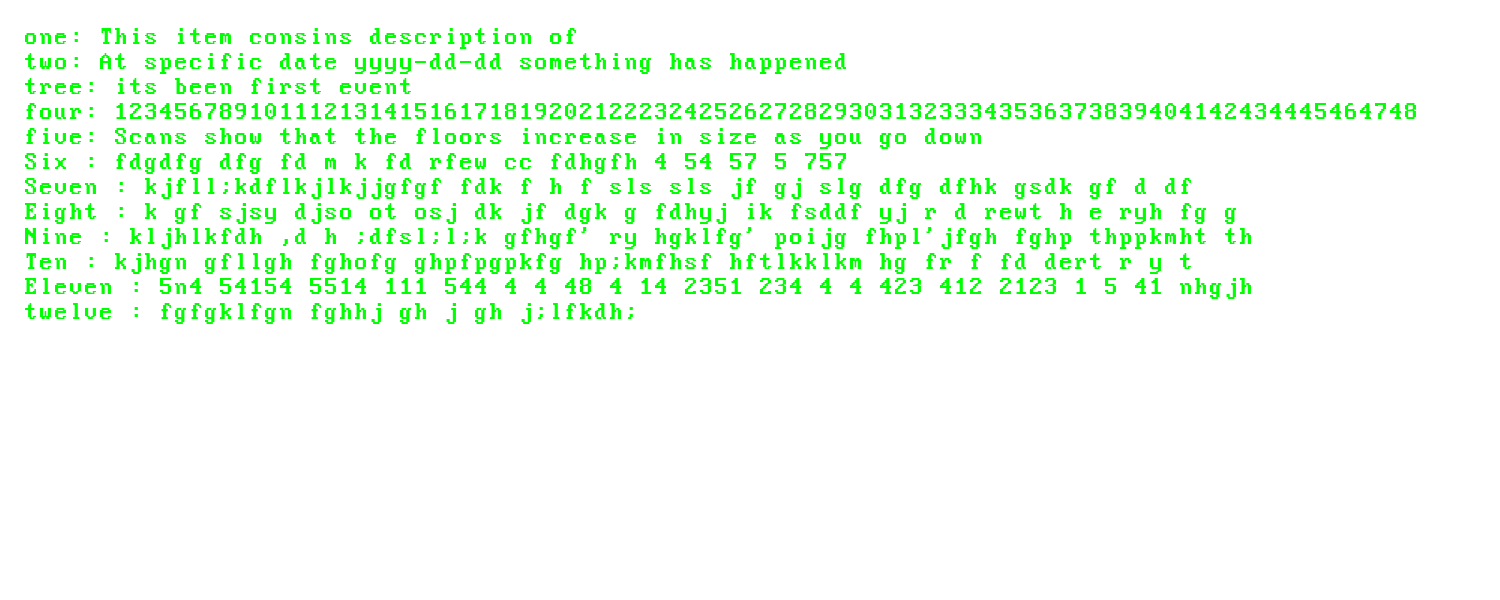 one: This item consins description of
two: At specific date yyyy-dd-dd something has happened
tree: its been first event
four: 123456789101112131415161718192021222324252627282930313233343536373839404142434445464748
five: Scans show that the floors increase in size as you go down
Six : fdgdfg dfg fd m k fd rfew cc fdhgfh 4 54 57 5 757
Seven : kjfll;kdflkjlkjjgfgf fdk f h f sls sls jf gj slg dfg dfhk gsdk gf d df
Eight : k gf sjsy djso ot osj dk jf dgk g fdhyj ik fsddf yj r d rewt h e ryh fg g
Nine : kljhlkfdh ,d h ;dfsl;l;k gfhgf' ry hgklfg' poijg fhpl'jfgh fghp thppkmht th
Ten : kjhgn gfllgh fghofg ghpfpgpkfg hp;kmfhsf hftlkklkm hg fr f fd dert r y t
Eleven : 5n4 54154 5514 111 544 4 4 48 4 14 2351 234 4 4 423 412 2123 1 5 41 nhgjh
twelve : fgfgklfgn fghhj gh j gh j;lfkdh;